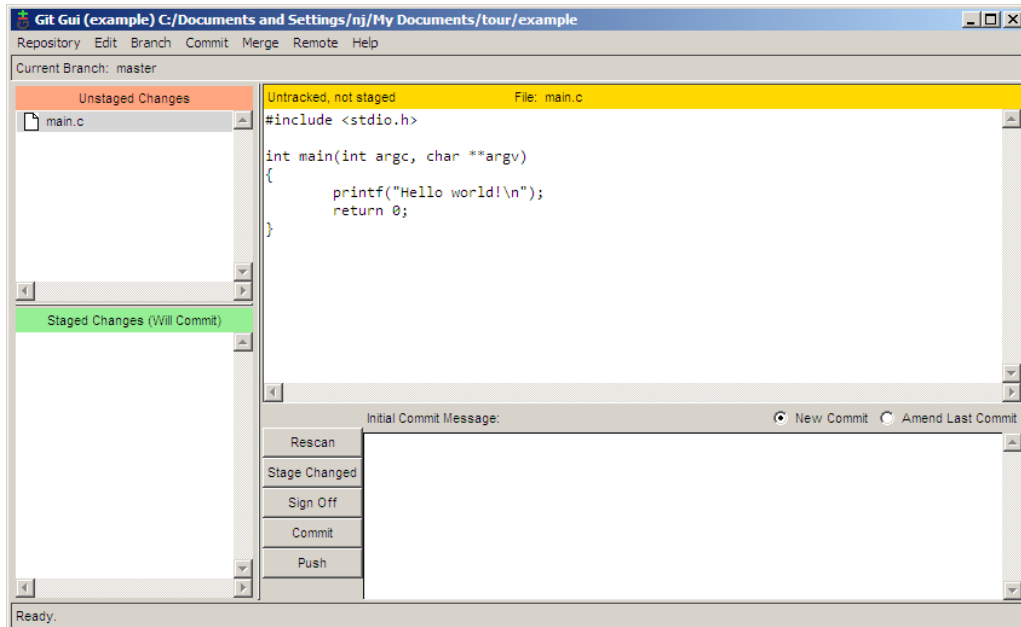 Git Gui (example) C:/Documents and Settings/nj/My Documents/tour/example
Repository Edit Branch Commit Merge Remote Help
Current Branch: master
Unstaged Changes
main.c
Untracked, not staged File: main.c
#include <stdio.h>
int main(int argc, char **argv)
{
printf("Hello world!\n");
return 0;
}
Staged Changes (Will Commit)
Initial Commit Message: New Commit Amend Last Commit
Rescan
Stage Changed
Sign Off
Commit
Push
Ready.